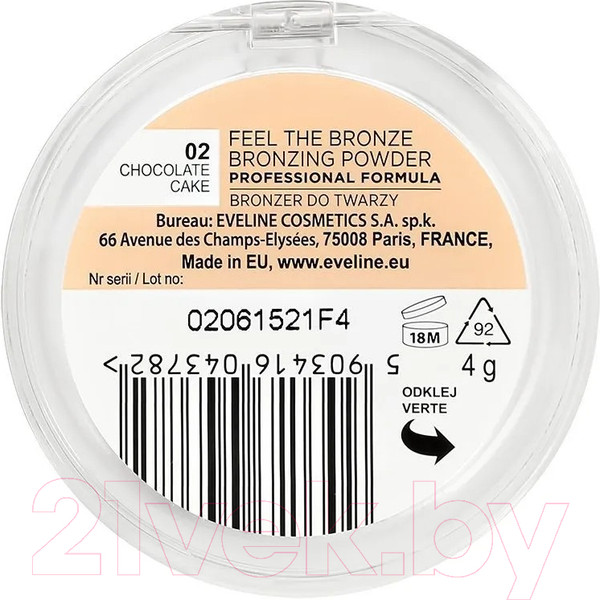 02
CHOCOLATE
CAKE
FEEL THE BRONZE
BRONZING POWDER
PROFESSIONAL FORMULA
BRONZER DO TWARZY
Bureau: EVELINE COSMETICS S.A. sp.k.
66 Avenue des Champs-Elysées, 75008 Paris, FRANCE,
Made in EU, www.eveline.eu
Nr serii / Lot no:
02061521F4
18M
92
5 903416 043782 >
4 g
ODKLEJ
VERTE
21vek.by